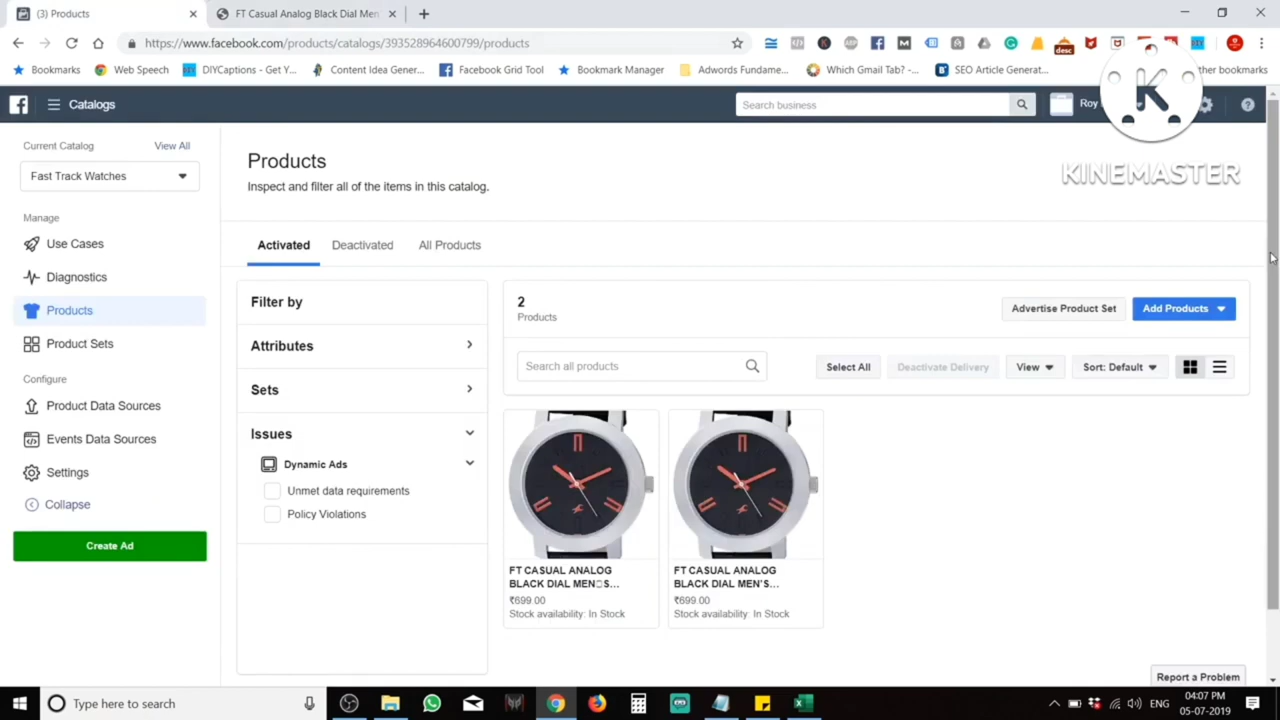 (3) Products
FT Casual Analog Black Dial Men
https://www.facebook.com/products/catalogs/393528964600799/products
Bookmarks
Web Speech
DIYCaptions - Get Y...
Content Idea Gener...
Facebook Grid Tool
Bookmark Manager
Adwords Fundame...
Which Gmail Tab? -...
SEO Article Generat...
ther bookmarks
desc
Catalogs
Search business
Roy
K
KINEMASTER
Current Catalog
View All
Fast Track Watches
Manage
Use Cases
Diagnostics
Products
Product Sets
Configure
Product Data Sources
Events Data Sources
Settings
Collapse
Create Ad
Products
Inspect and filter all of the items in this catalog.
Activated
Deactivated
All Products
Filter by
Attributes
Sets
Issues
Dynamic Ads
Unmet data requirements
Policy Violations
2
Products
Advertise Product Set
Add Products
Search all products
Select All
Deactivate Delivery
View
Sort: Default
FT CASUAL ANALOG
BLACK DIAL MEN□S...
₹699.00
Stock availability: In Stock
FT CASUAL ANALOG
BLACK DIAL MEN'S...
₹699.00
Stock availability: In Stock
Report a Problem
Type here to search
ENG
04:07 PM
05-07-2019